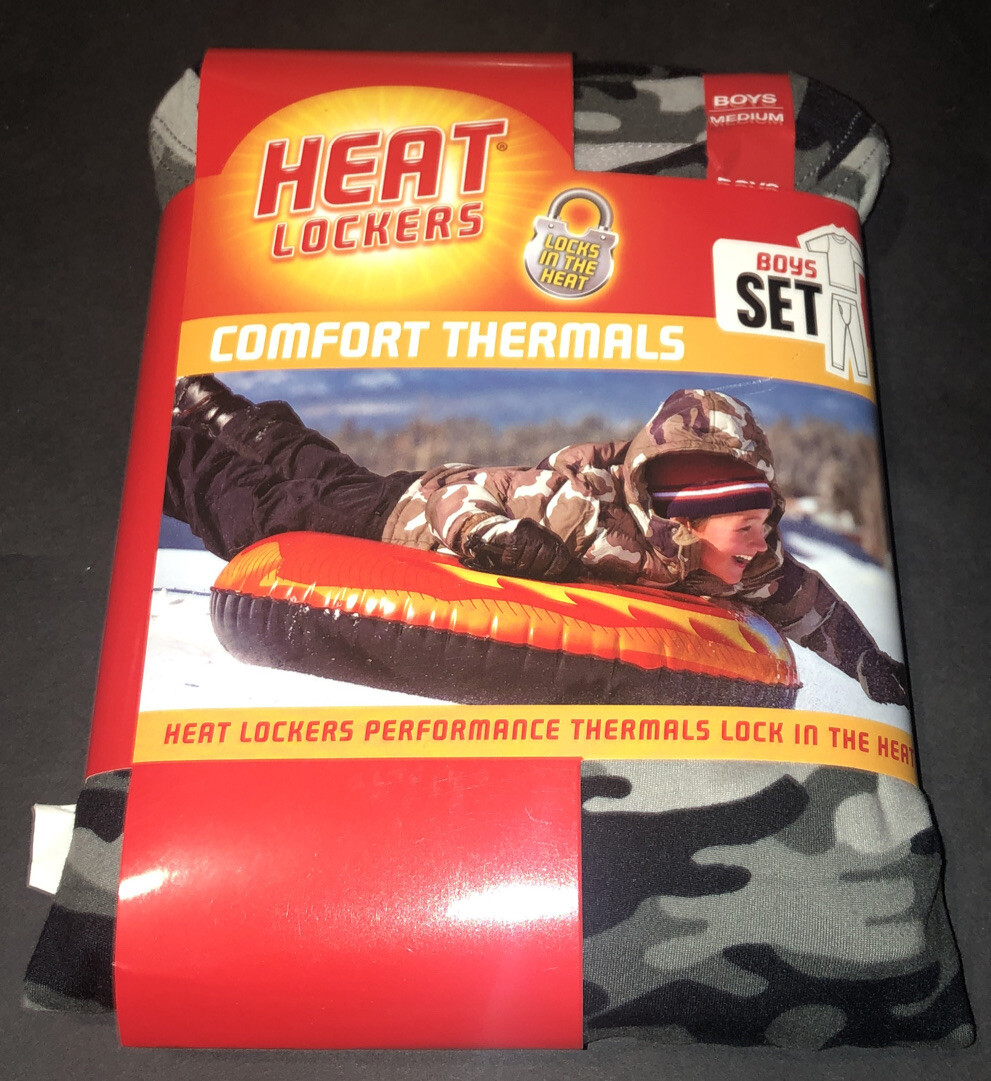 BOYS
MEDIUM
BOYS
HEAT®
LOCKERS
LOCKS
IN THE
HEAT
BOYS
SET
COMFORT THERMALS
HEAT LOCKERS PERFORMANCE THERMALS LOCK IN THE HEAT